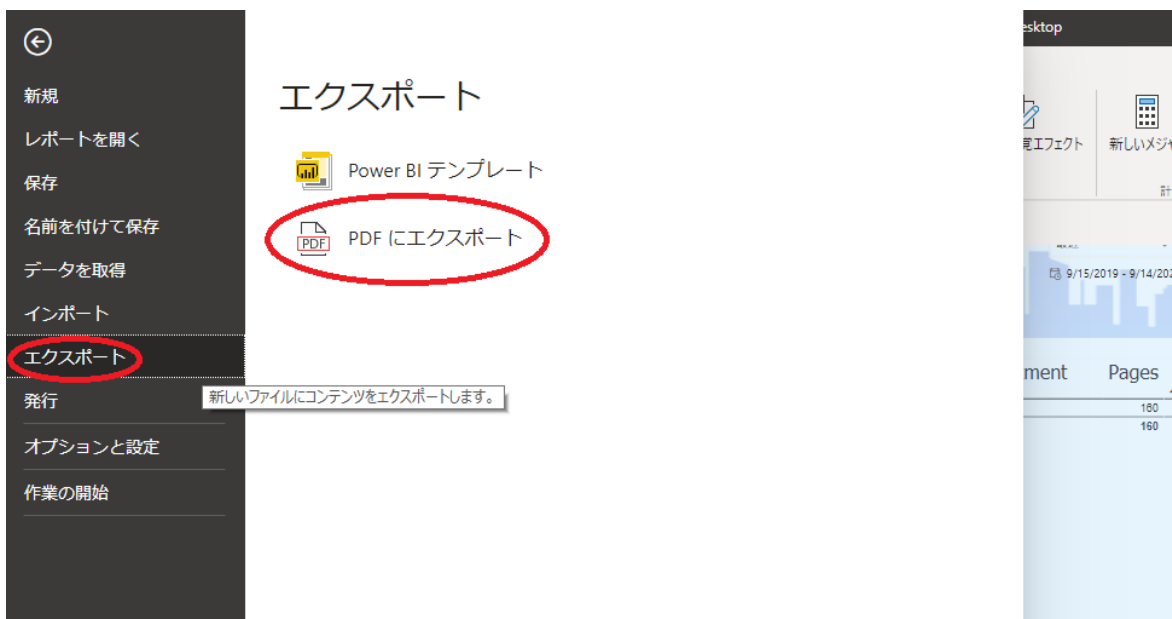 新規
レポートを開く
保存
名前を付けて保存
データを取得
インポート
エクスポート
発行
オプションと設定
作業の開始
新しいファイルにコンテンツをエクスポートします。
エクスポート
Power BI テンプレート
PDF
PDF にエクスポート
esktop
エフェクト
新しいメジャ
計
9/15/2019 - 9/14/202
ment
Pages
160
160